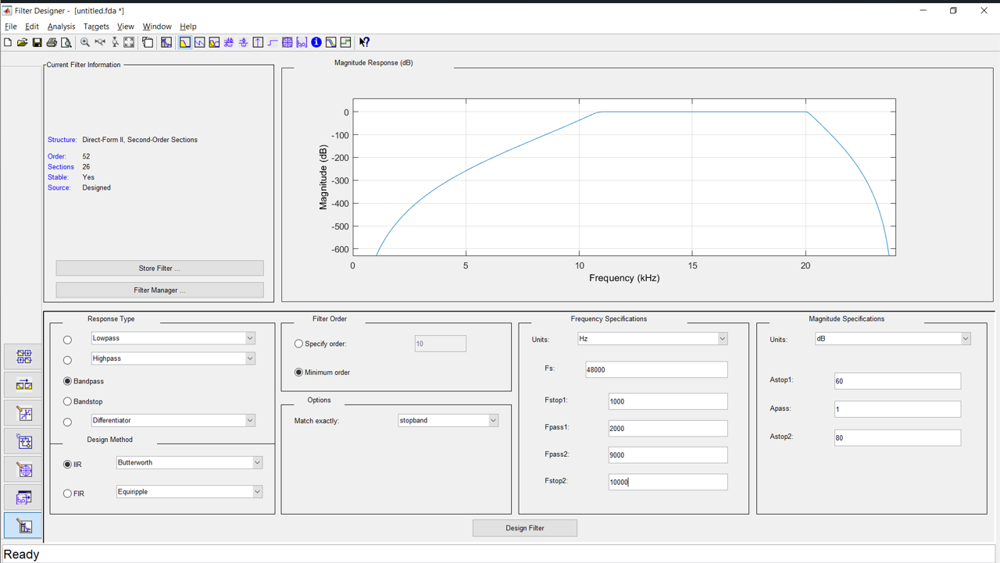 Filter Designer - [untitled.fda *]
File Edit Analysis Targets View Window Help
Current Filter Information
Structure: Direct-Form II, Second-Order Sections
Order: 52
Sections 26
Stable: Yes
Source: Designed
Store Filter ...
Filter Manager ...
Magnitude Response (dB)
Magnitude (dB)
0
-100
-200
-300
-400
-500
-600
0 5 10 15 20
Frequency (kHz)
Response Type
Lowpass
Highpass
Bandpass
Bandstop
Differentiator
Design Method
IIR Butterworth
FIR Equiripple
Filter Order
Specify order: 10
Minimum order
Options
Match exactly: stopband
Frequency Specifications
Units: Hz
Fs: 48000
Fstop1: 1000
Fpass1: 2000
Fpass2: 9000
Fstop2: 10000
Magnitude Specifications
Units: dB
Astop1: 60
Apass: 1
Astop2: 80
Design Filter
Ready